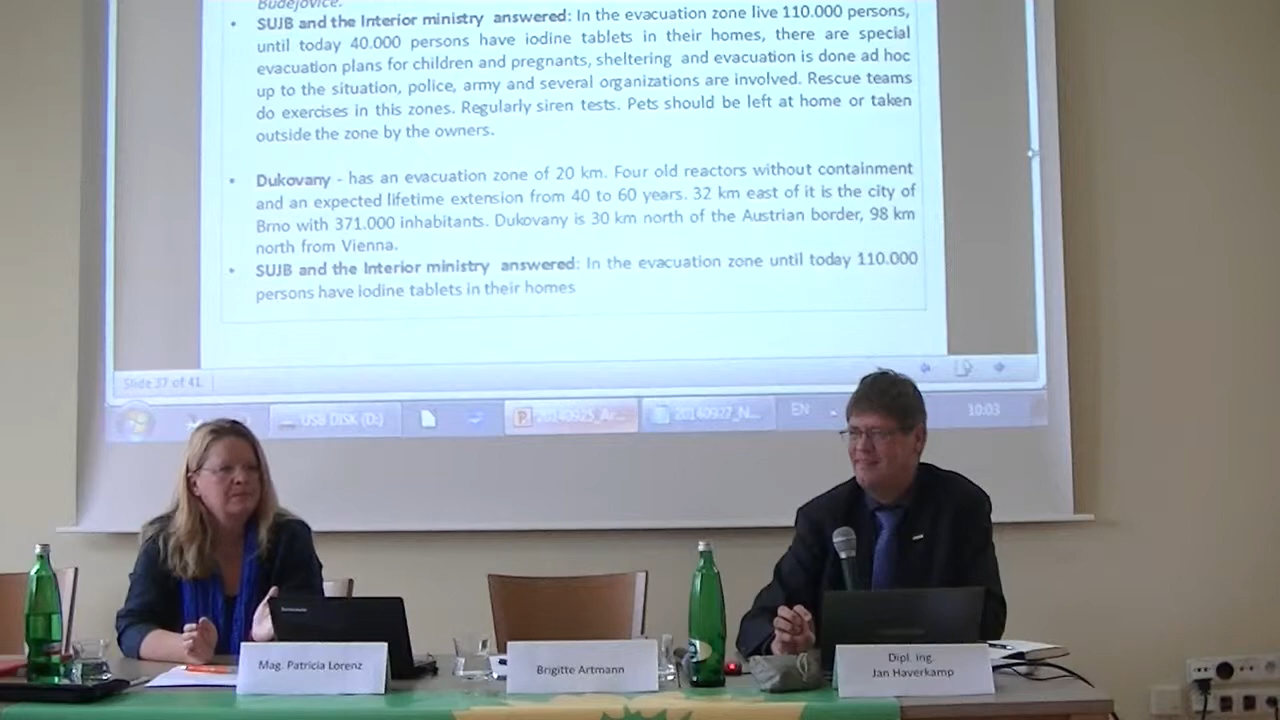 Budejovice.
• SUJB and the Interior ministry answered: In the evacuation zone live 110.000 persons,
until today 40.000 persons have iodine tablets in their homes, there are special
evacuation plans for children and pregnants, sheltering and evacuation is done ad hoc
up to the situation, police, army and several organizations are involved. Rescue teams
do exercises in this zones. Regularly siren tests. Pets should be left at home or taken
outside the zone by the owners.
• Dukovany - has an evacuation zone of 20 km. Four old reactors without containment
and an expected lifetime extension from 40 to 60 years. 32 km east of it is the city of
Brno with 371.000 inhabitants. Dukovany is 30 km north of the Austrian border, 98 km
north from Vienna.
• SUJB and the Interior ministry answered: In the evacuation zone until today 110.000
persons have iodine tablets in their homes
Slide 37 of 41
USB DISK (D:)
20140925_Ar...
20140927_N...
EN
10:03
Mag. Patricia Lorenz
Brigitte Artmann
Dipl. ing.
Jan Haverkamp